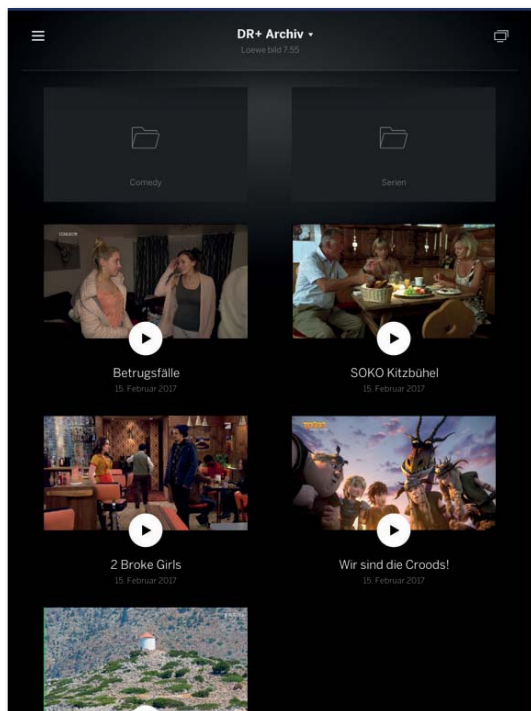 DR+ Archiv
Loewe bild 7.55
Comedy
Serien
Betrugsfälle
15. Februar 2017
SOKO Kitzbühel
15. Februar 2017
2 Broke Girls
15. Februar 2017
Wir sind die Croods!
15. Februar 2017